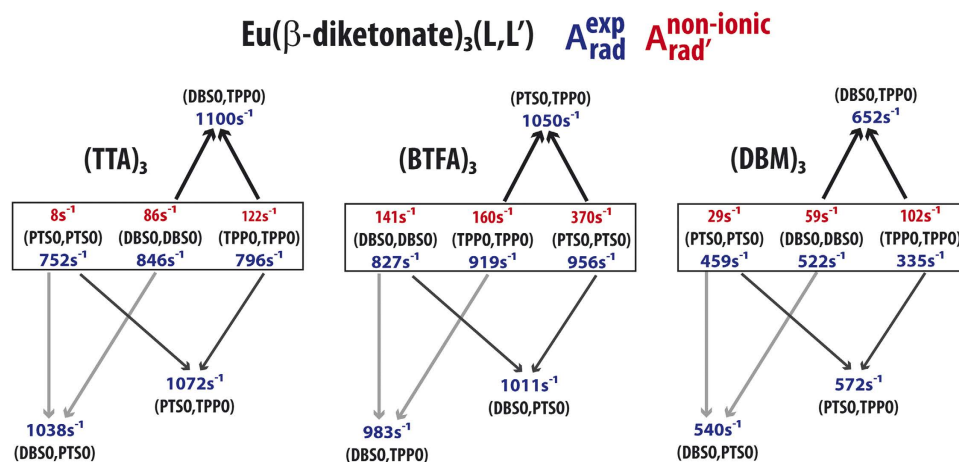 Eu(β-diketonate)₃(L,L′) A^exp_rad A^non-ionic_rad′
(DBSO,TPPO)
1100s⁻¹
(TTA)₃
8s⁻¹ 86s⁻¹ 122s⁻¹
(PTSO,PTSO) (DBSO,DBSO) (TPPO,TPPO)
752s⁻¹ 846s⁻¹ 796s⁻¹
1072s⁻¹
(PTSO,TPPO)
1038s⁻¹
(DBSO,PTSO)
(PTSO,TPPO)
1050s⁻¹
(BTFA)₃
141s⁻¹ 160s⁻¹ 370s⁻¹
(DBSO,DBSO) (TPPO,TPPO) (PTSO,PTSO)
827s⁻¹ 919s⁻¹ 956s⁻¹
1011s⁻¹
(DBSO,PTSO)
983s⁻¹
(DBSO,TPPO)
(DBSO,TPPO)
652s⁻¹
(DBM)₃
29s⁻¹ 59s⁻¹ 102s⁻¹
(PTSO,PTSO) (DBSO,DBSO) (TPPO,TPPO)
459s⁻¹ 522s⁻¹ 335s⁻¹
572s⁻¹
(PTSO,TPPO)
540s⁻¹
(DBSO,PTSO)